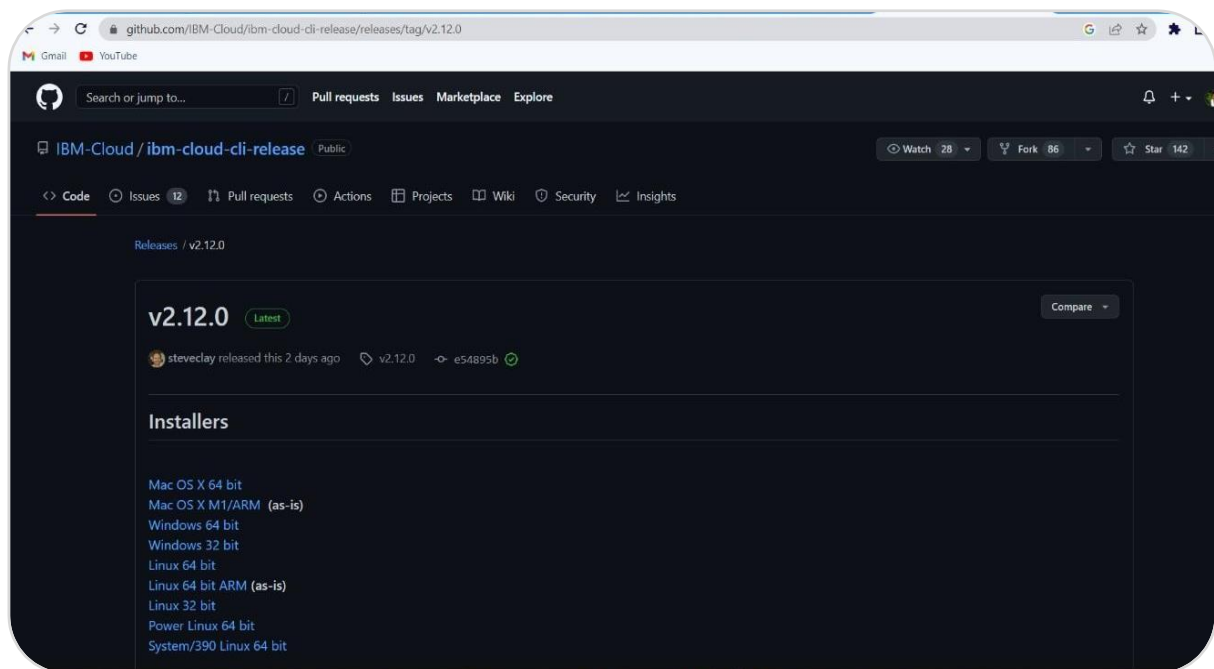 github.com/IBM-Cloud/ibm-cloud-cli-release/releases/tag/v2.12.0
Gmail YouTube
Search or jump to... / Pull requests Issues Marketplace Explore
IBM-Cloud / ibm-cloud-cli-release Public Watch 28 Fork 86 Star 142
Code Issues 12 Pull requests Actions Projects Wiki Security Insights
Releases / v2.12.0
v2.12.0 Latest Compare
steveclay released this 2 days ago v2.12.0 e54895b
Installers
Mac OS X 64 bit
Mac OS X M1/ARM (as-is)
Windows 64 bit
Windows 32 bit
Linux 64 bit
Linux 64 bit ARM (as-is)
Linux 32 bit
Power Linux 64 bit
System/390 Linux 64 bit